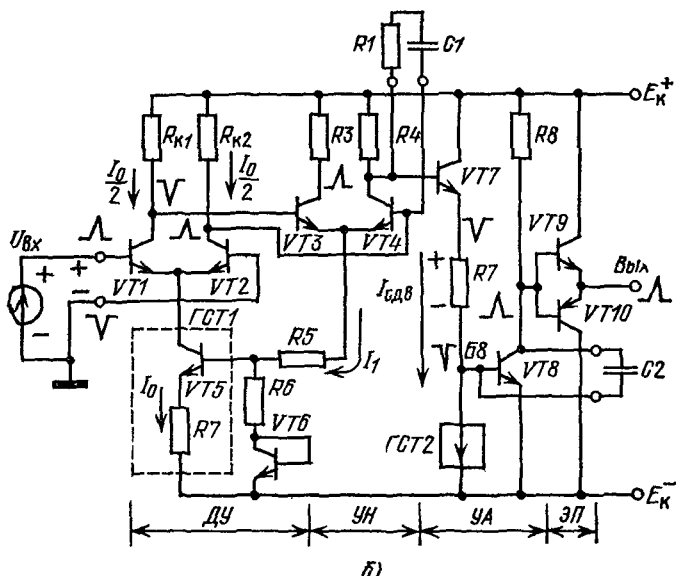 R1
C1
Eк+
Rк1
Rк2
R3
R4
R8
I0/2
I0/2
VT7
VT9
Uвх
VT3
VT4
Вых
VT1
VT2
Iсдв
R7
VT10
ГСТ1
R5
Б8
I0
VT5
R6
I1
VT8
C2
R7
VT6
ГСТ2
Eк-
ДУ
УН
УА
ЭП
б)